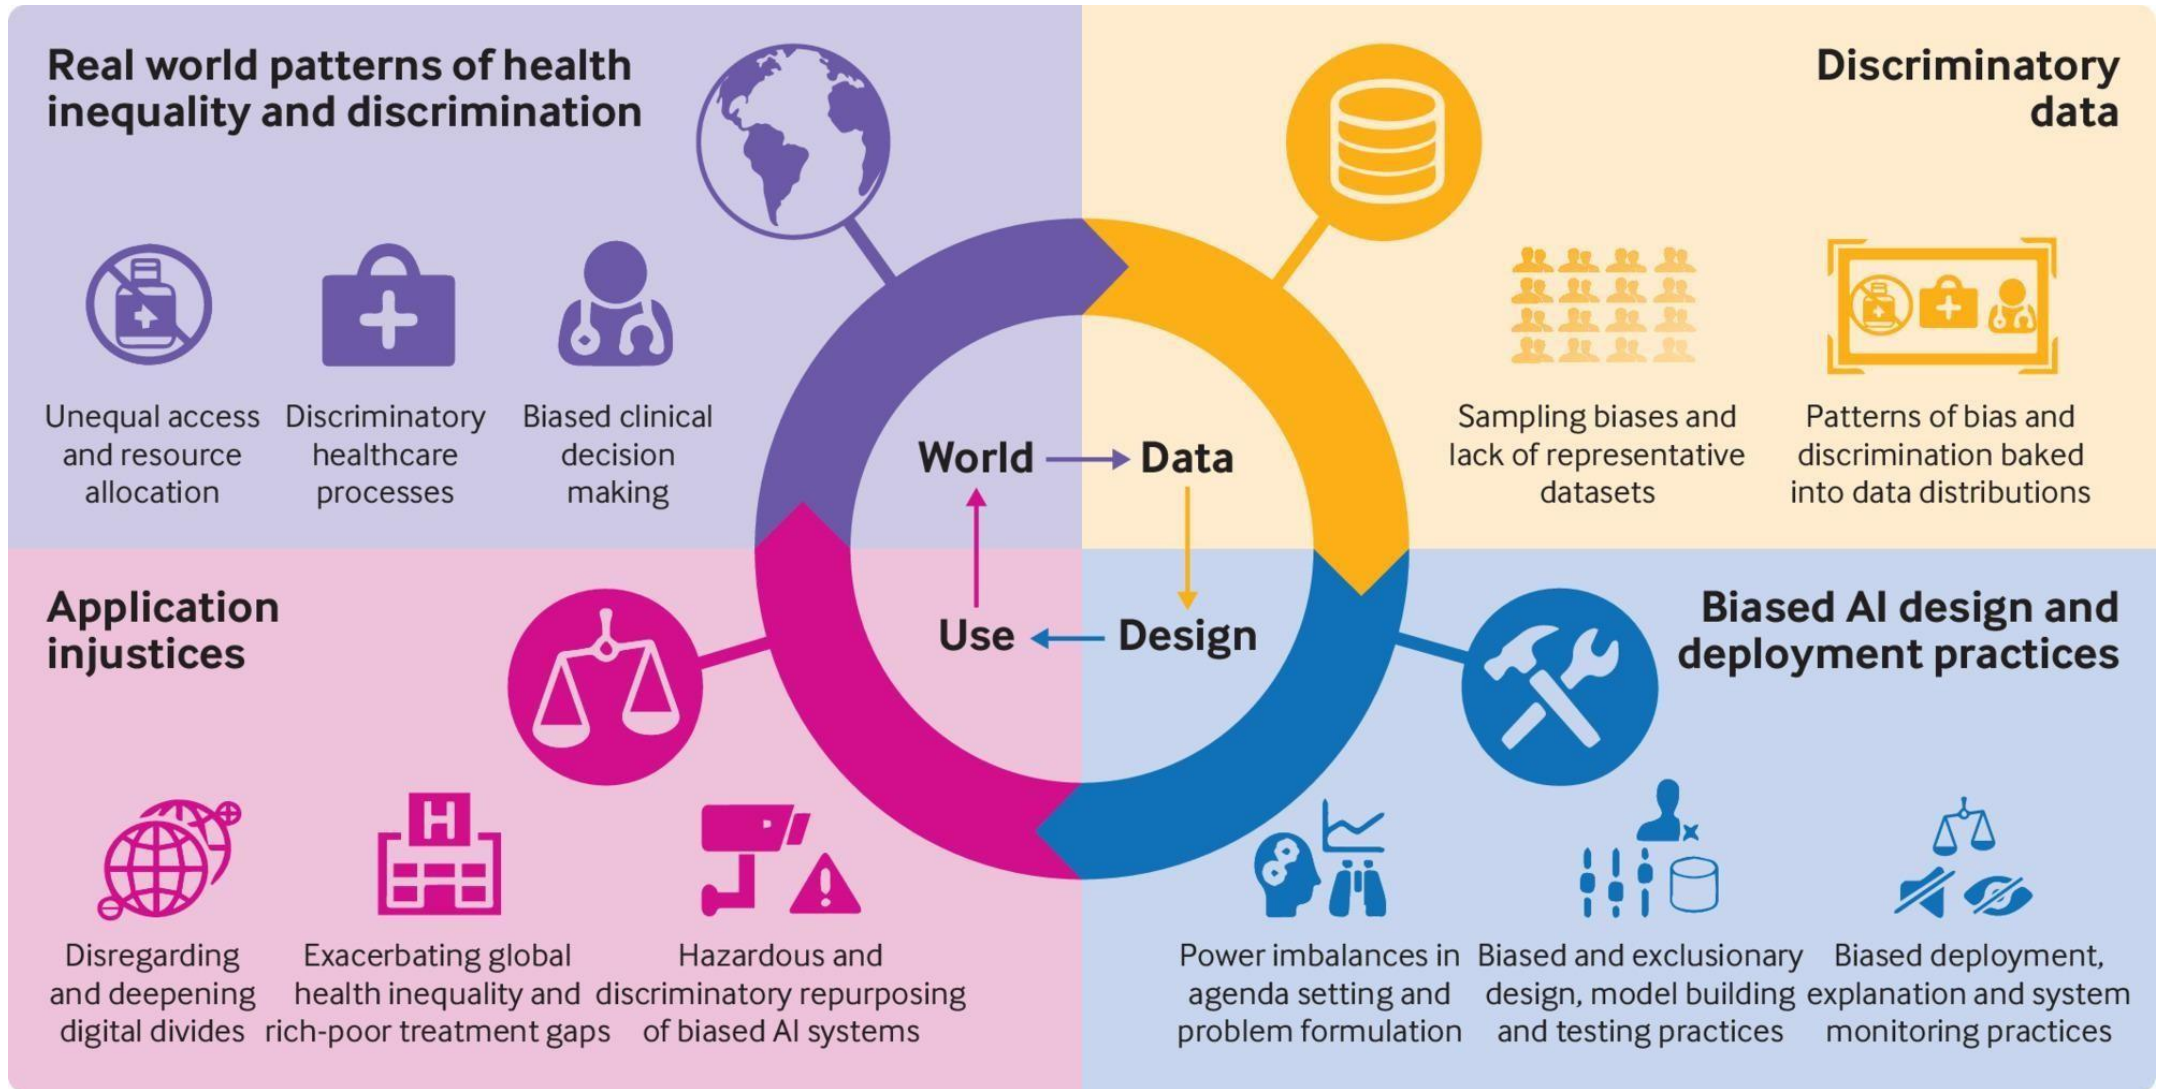 Real world patterns of health
inequality and discrimination
Unequal access
and resource
allocation
Discriminatory
healthcare
processes
Biased clinical
decision
making
Discriminatory
data
Sampling biases and
lack of representative
datasets
Patterns of bias and
discrimination baked
into data distributions
World
Data
Use
Design
Application
injustices
H
Disregarding
and deepening
digital divides
Exacerbating global
health inequality and
rich-poor treatment gaps
Hazardous and
discriminatory repurposing
of biased AI systems
Biased AI design and
deployment practices
Power imbalances in
agenda setting and
problem formulation
Biased and exclusionary
design, model building
and testing practices
Biased deployment,
explanation and system
monitoring practices